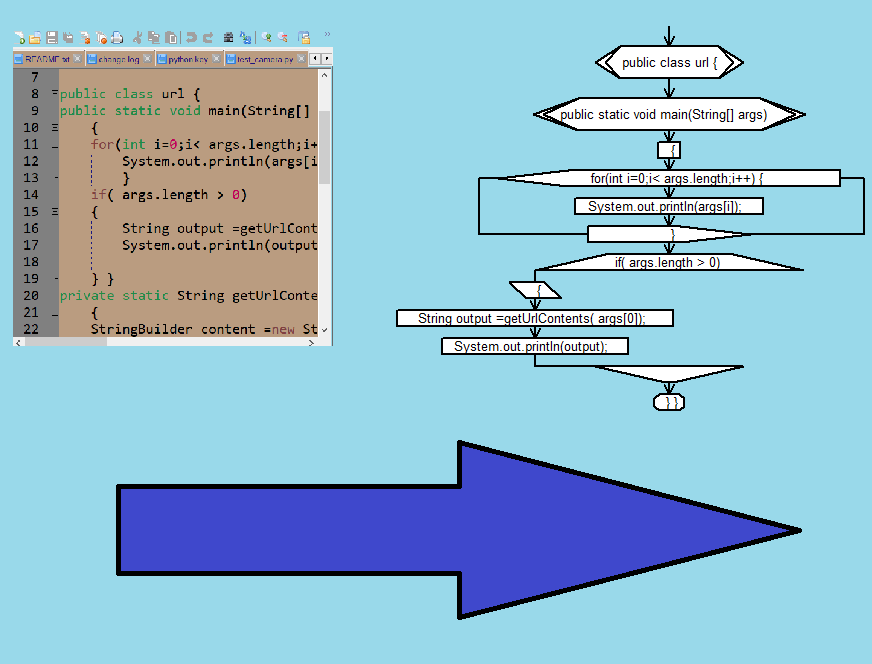 README.txt change.log python.key test_camera.py
7
8 public class url {
9 public static void main(String[]
10 {
11 for(int i=0;i< args.length;i+
12 System.out.println(args[i
13 }
14 if( args.length > 0)
15 {
16 String output =getUrlCont
17 System.out.println(output
18
19 } }
20 private static String getUrlConte
21 {
22 StringBuilder content =new St
public class url {
public static void main(String[] args)
{
for(int i=0;i< args.length;i++) {
System.out.println(args[i]);
}
if( args.length > 0)
{
String output =getUrlContents( args[0]);
System.out.println(output);
} }